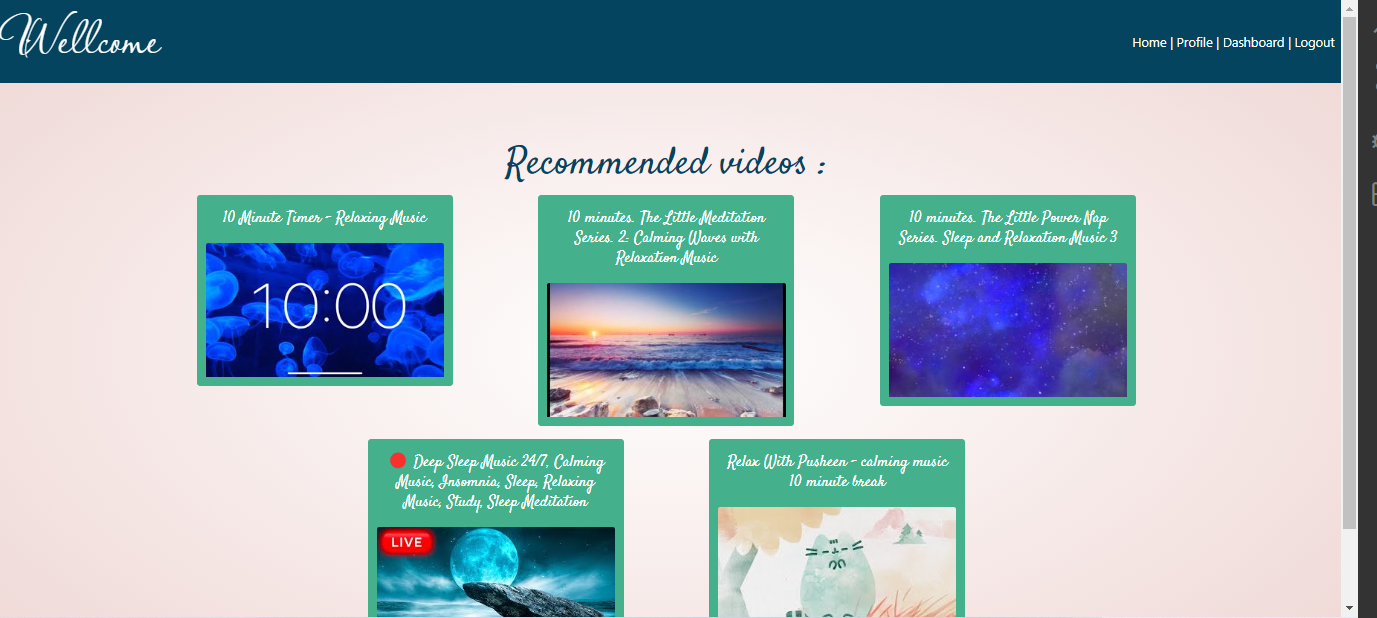 Wellcome
Home | Profile | Dashboard | Logout
Recommended videos :
10 Minute Timer - Relaxing Music
10:00
10 minutes. The Little Meditation
Series. 2: Calming Waves with
Relaxation Music
10 minutes. The Little Power Nap
Series. Sleep and Relaxation Music 3
🔴 Deep Sleep Music 24/7, Calming
Music, Insomnia, Sleep, Relaxing
Music, Study, Sleep Meditation
LIVE
Relax With Pusheen - calming music
10 minute break